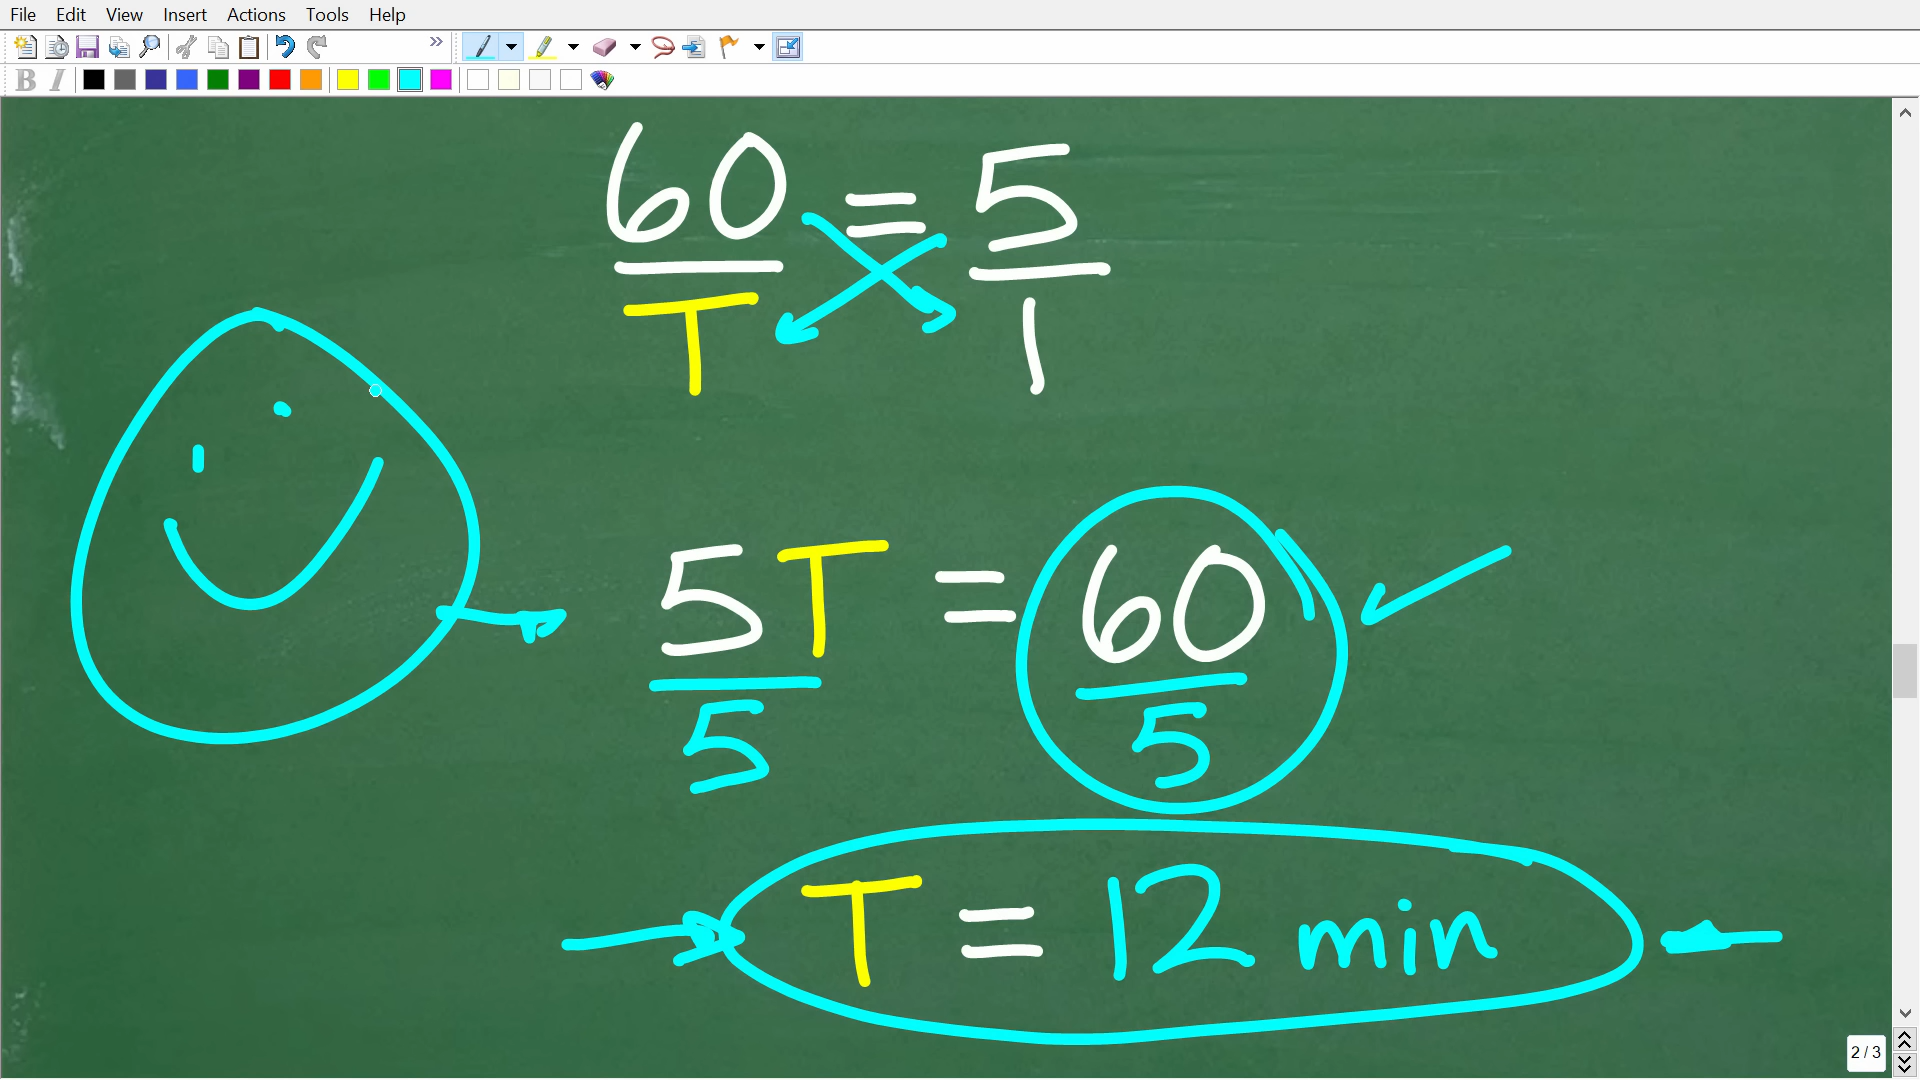 File Edit View Insert Actions Tools Help
B I
60 = 5
T 1
5T = 60
5 5
T = 12 min
2 / 3